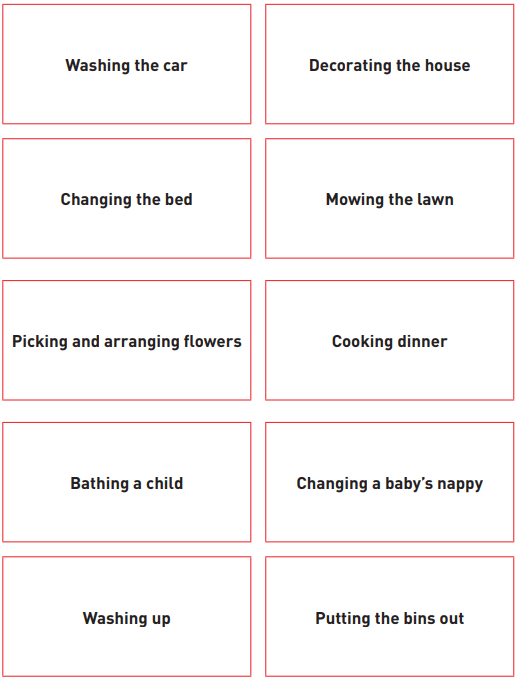 Washing the car
Decorating the house
Changing the bed
Mowing the lawn
Picking and arranging flowers
Cooking dinner
Bathing a child
Changing a baby’s nappy
Washing up
Putting the bins out